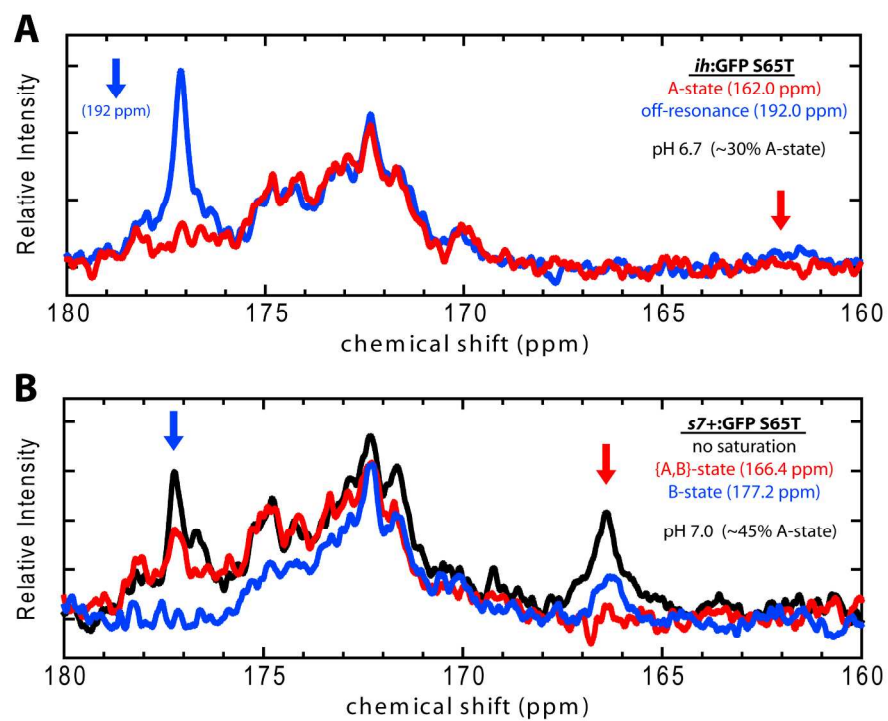 A
Relative Intensity
(192 ppm)
ih:GFP S65T
A-state (162.0 ppm)
off-resonance (192.0 ppm)
pH 6.7 (~30% A-state)
180 175 170 165 160
chemical shift (ppm)
B
Relative Intensity
s7+:GFP S65T
no saturation
{A,B}-state (166.4 ppm)
B-state (177.2 ppm)
pH 7.0 (~45% A-state)
180 175 170 165 160
chemical shift (ppm)